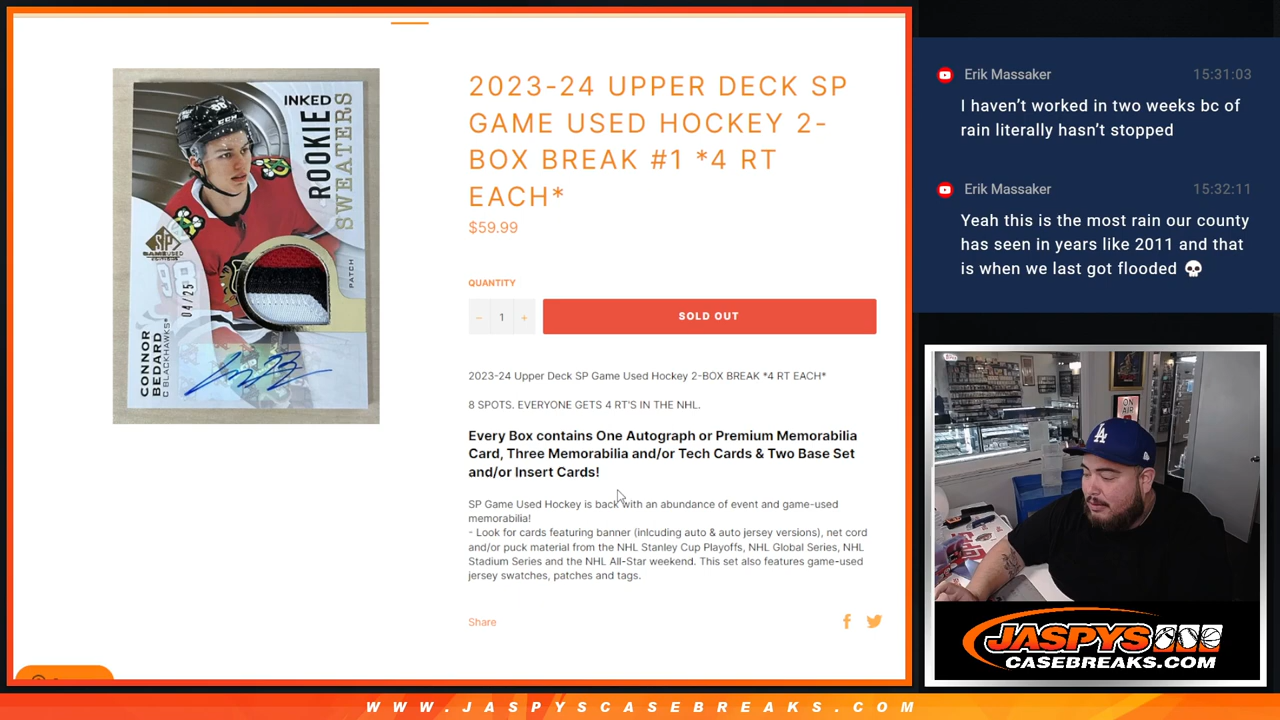 2023-24 UPPER DECK SP
GAME USED HOCKEY 2-
BOX BREAK #1 *4 RT
EACH*
$59.99
QUANTITY
− 1 +
SOLD OUT
2023-24 Upper Deck SP Game Used Hockey 2-BOX BREAK *4 RT EACH*
8 SPOTS. EVERYONE GETS 4 RT'S IN THE NHL.
Every Box contains One Autograph or Premium Memorabilia
Card, Three Memorabilia and/or Tech Cards & Two Base Set
and/or Insert Cards!
SP Game Used Hockey is back with an abundance of event and game-used
memorabilia!
- Look for cards featuring banner (inlcuding auto & auto jersey versions), net cord
and/or puck material from the NHL Stanley Cup Playoffs, NHL Global Series, NHL
Stadium Series and the NHL All-Star weekend. This set also features game-used
jersey swatches, patches and tags.
Share
INKED
ROOKIE
SWEATERS
SP
GAME USED
EDITION
PATCH
04/25
CONNOR
BEDARD
C BLACKHAWKS
Erik Massaker 15:31:03
I haven’t worked in two weeks bc of
rain literally hasn’t stopped
Erik Massaker 15:32:11
Yeah this is the most rain our county
has seen in years like 2011 and that
is when we last got flooded 💀
ON
AIR
LA
JASPYS
CASEBREAKS.COM
WWW.JASPYSCASEBREAKS.COM